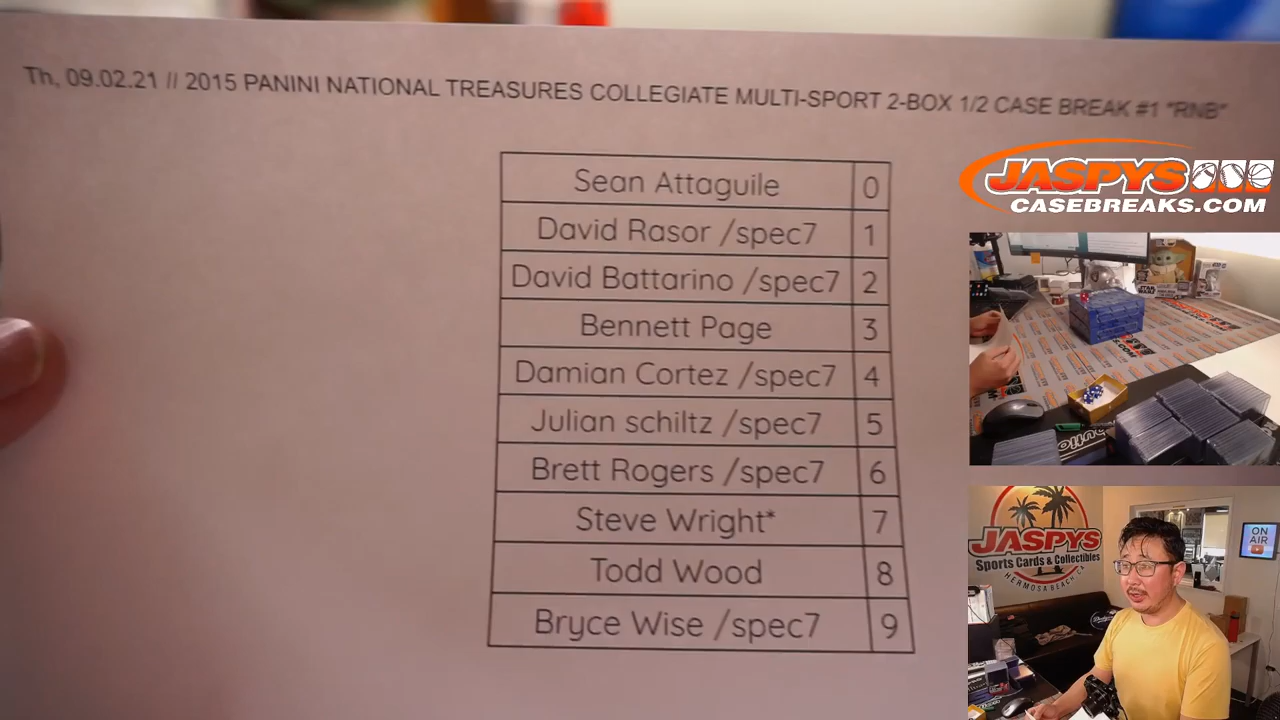 Th, 09.02.21 // 2015 PANINI NATIONAL TREASURES COLLEGIATE MULTI-SPORT 2-BOX 1/2 CASE BREAK #1 "RNB"
Sean Attaguile 0
David Rasor /spec7 1
David Battarino /spec7 2
Bennett Page 3
Damian Cortez /spec7 4
Julian schiltz /spec7 5
Brett Rogers /spec7 6
Steve Wright* 7
Todd Wood 8
Bryce Wise /spec7 9
JASPYS
CASEBREAKS.COM
STAR WARS
JASPYS
Sports Cards & Collectibles
HERMOSA BEACH, CA
ON AIR